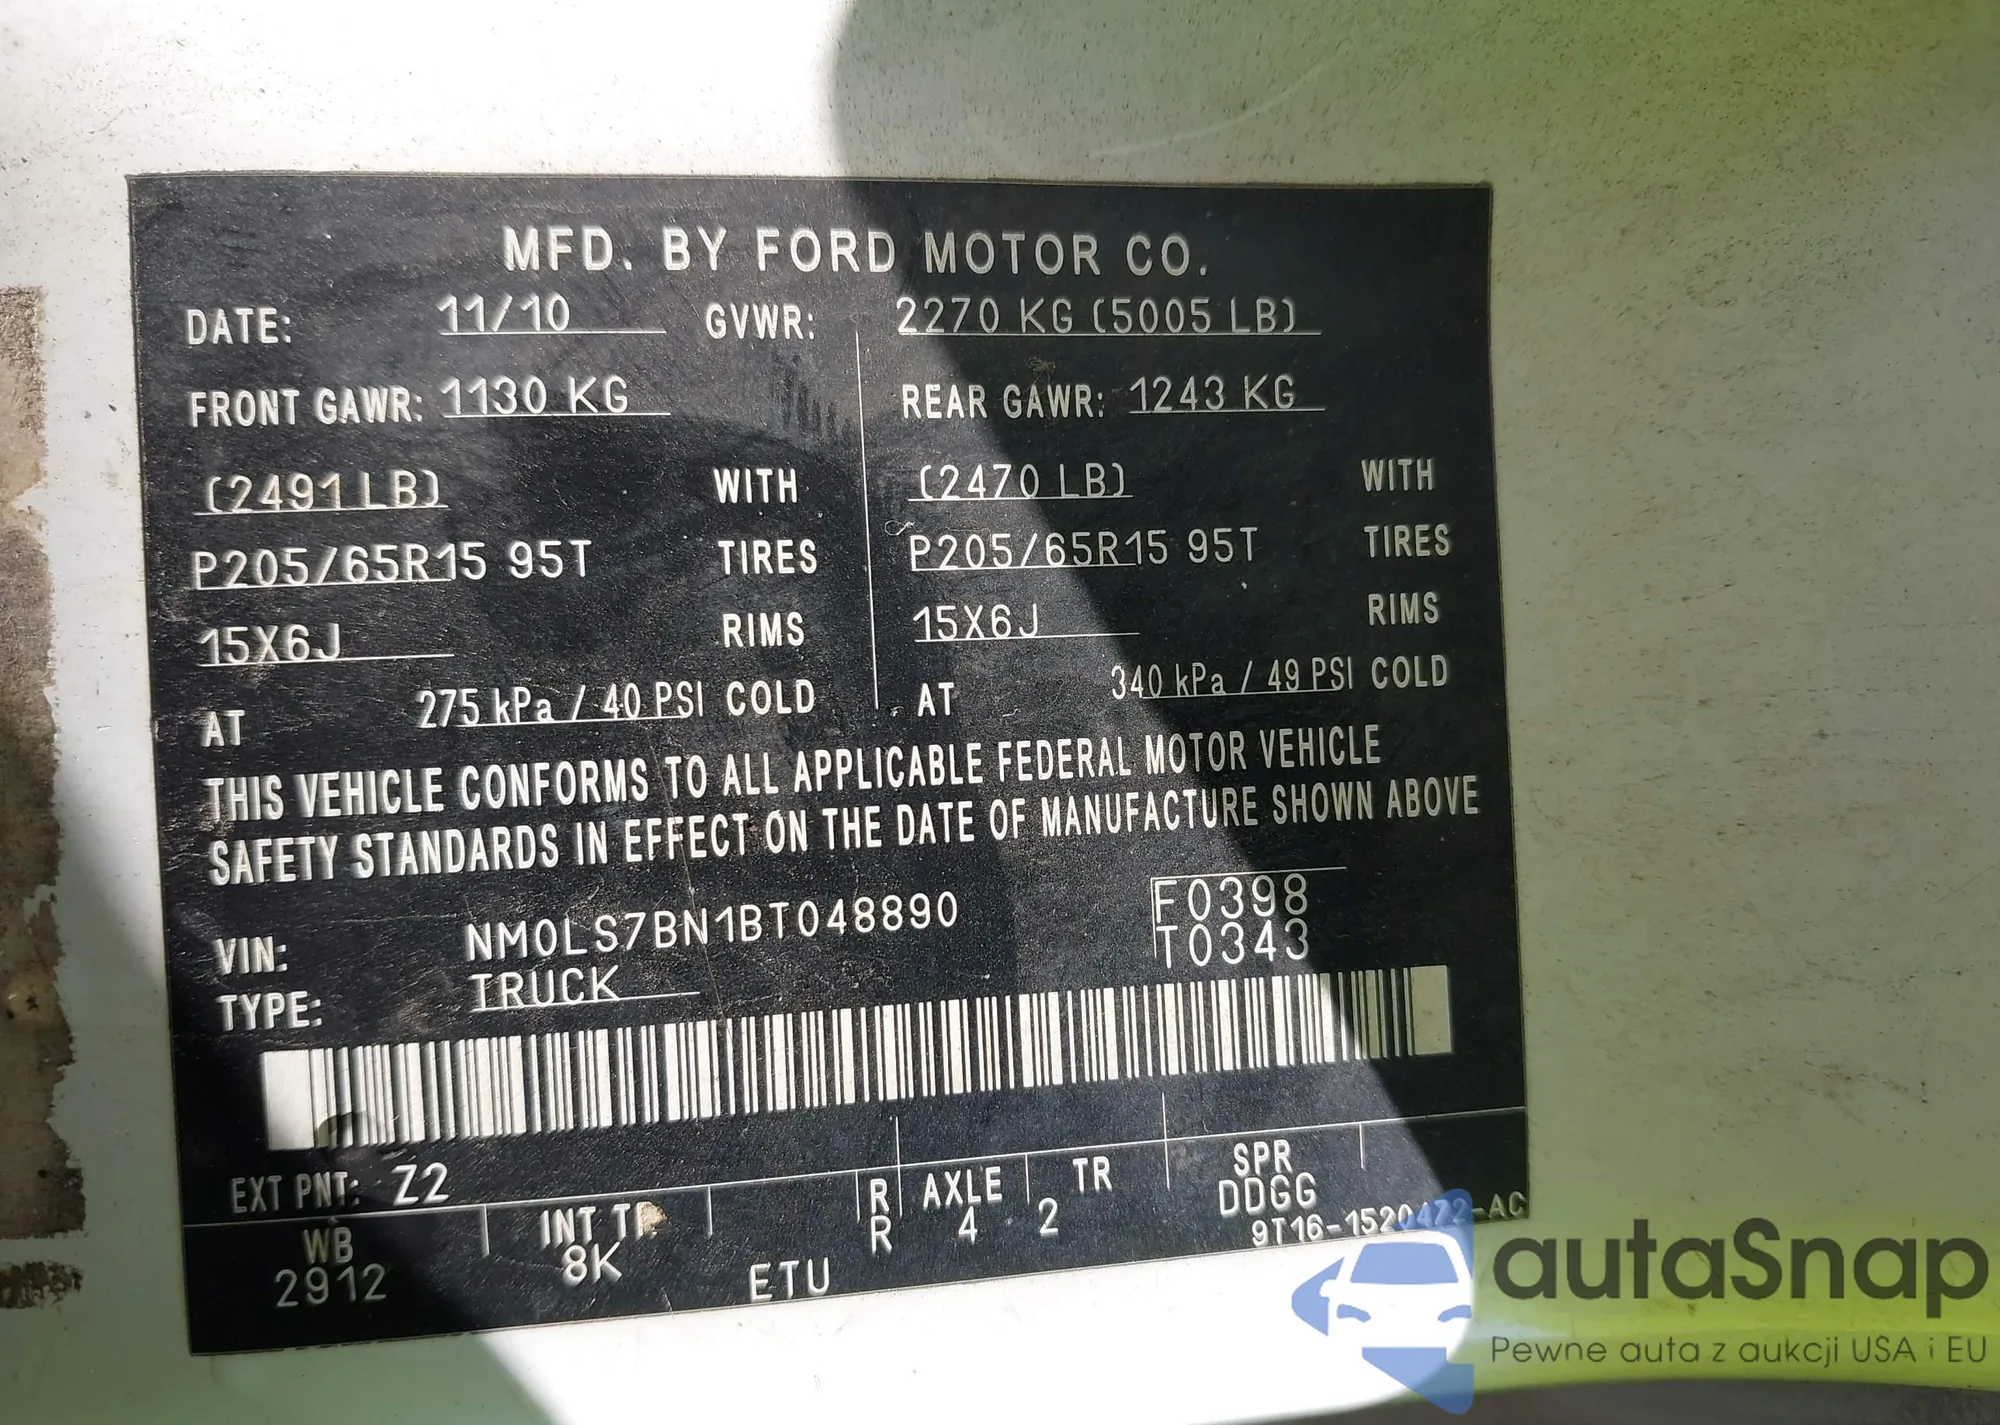 MFD. BY FORD MOTOR CO.
DATE: 11/10 GVWR: 2270 KG (5005 LB)
FRONT GAWR: 1130 KG REAR GAWR: 1243 KG
(2491 LB) WITH (2470 LB) WITH
P205/65R15 95T TIRES P205/65R15 95T TIRES
15X6J RIMS 15X6J RIMS
AT 275 kPa / 40 PSI COLD AT 340 kPa / 49 PSI COLD
THIS VEHICLE CONFORMS TO ALL APPLICABLE FEDERAL MOTOR VEHICLE
SAFETY STANDARDS IN EFFECT ON THE DATE OF MANUFACTURE SHOWN ABOVE
VIN: NM0LS7BN1BT048890 F0398
TYPE: TRUCK T0343
EXT PNT: Z2 R AXLE TR SPR
WB INT TR R 4 2 DDGG
2912 8K ETU 9T16-1520472-AC
autaSnap
Pewne auta z aukcji USA i EU